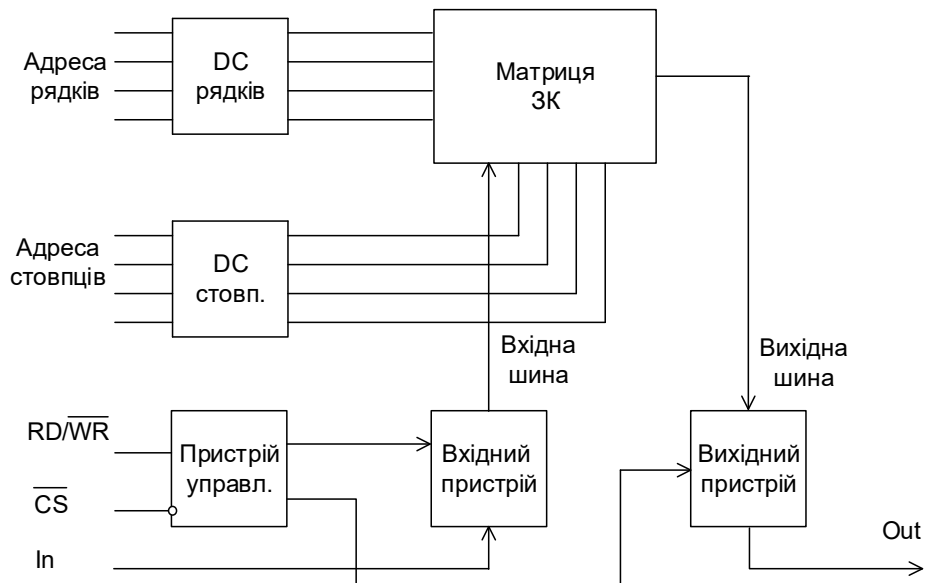 Адреса
рядків
DC
рядків
Матриця
ЗК
Адреса
стовпців
DC
стовп.
Вхідна
шина
Вихідна
шина
RD/WR
CS
In
Пристрій
управл.
Вхідний
пристрій
Вихідний
пристрій
Out